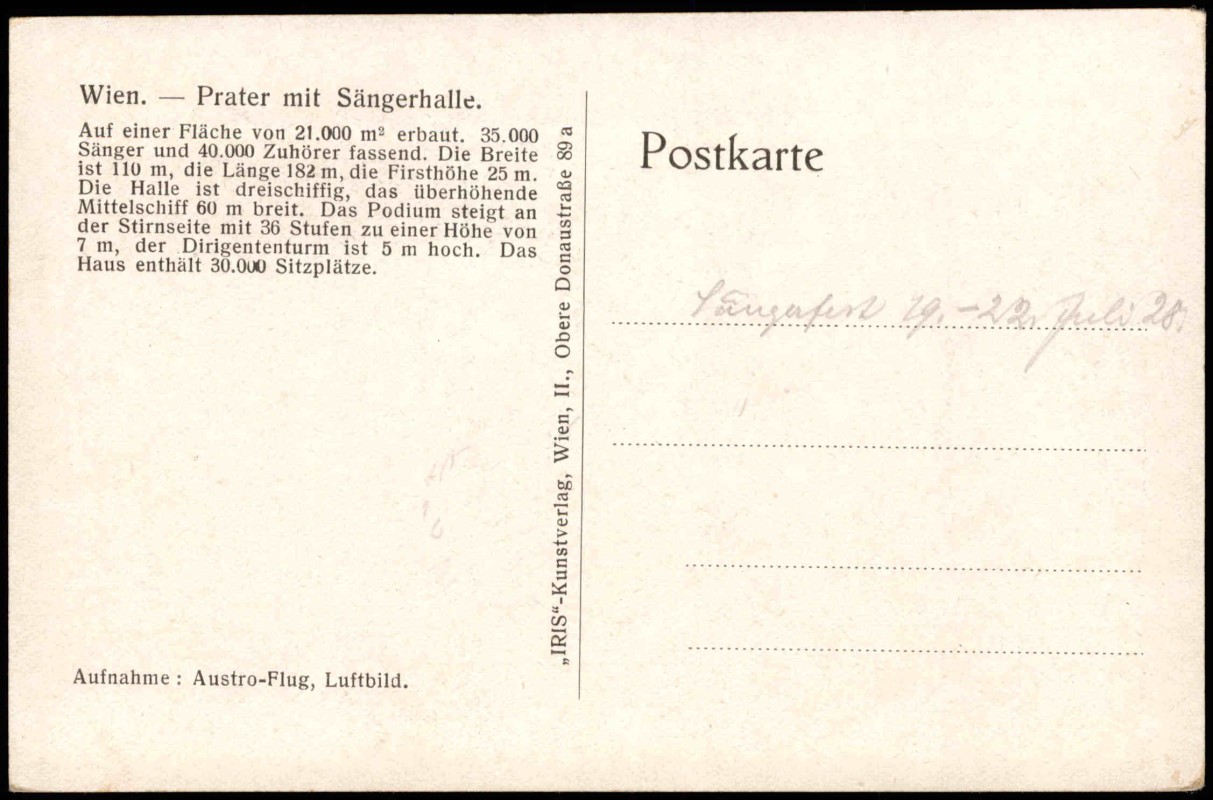 Wien. — Prater mit Sängerhalle.
Auf einer Fläche von 21.000 m² erbaut. 35.000
Sänger und 40.000 Zuhörer fassend. Die Breite
ist 110 m, die Länge 182 m, die Firsthöhe 25 m.
Die Halle ist dreischiffig, das überhöhende
Mittelschiff 60 m breit. Das Podium steigt an
der Stirnseite mit 36 Stufen zu einer Höhe von
7 m, der Dirigententurm ist 5 m hoch. Das
Haus enthält 30.000 Sitzplätze.
Aufnahme : Austro-Flug, Luftbild.
„IRIS“-Kunstverlag, Wien, II., Obere Donaustraße 89 a
Postkarte
Sängerfest 19.–22. Juli 28.